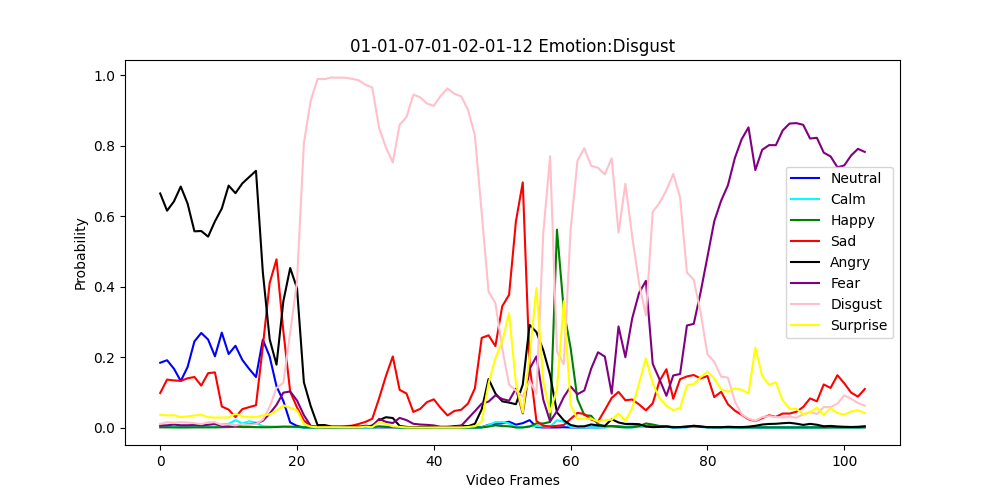 01-01-07-01-02-01-12 Emotion:Disgust
1.0
0.8
0.6
0.4
0.2
0.0
Probability
Neutral
Calm
Happy
Sad
Angry
Fear
Disgust
Surprise
0 20 40 60 80 100
Video Frames